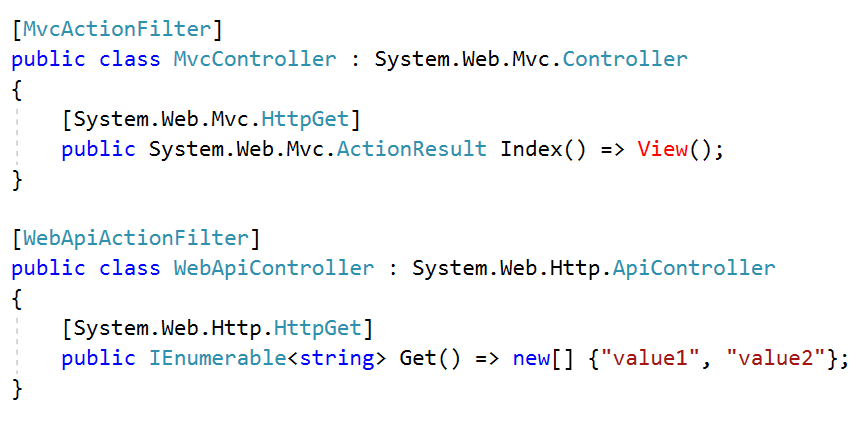 [MvcActionFilter]
public class MvcController : System.Web.Mvc.Controller
{
[System.Web.Mvc.HttpGet]
public System.Web.Mvc.ActionResult Index() => View();
}
[WebApiActionFilter]
public class WebApiController : System.Web.Http.ApiController
{
[System.Web.Http.HttpGet]
public IEnumerable<string> Get() => new[] {"value1", "value2"};
}